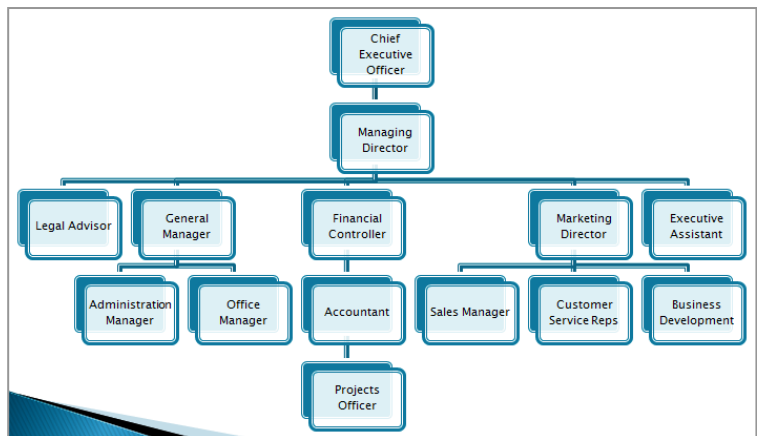 Chief
Executive
Officer
Managing
Director
Legal Advisor
General
Manager
Financial
Controller
Marketing
Director
Executive
Assistant
Administration
Manager
Office
Manager
Accountant
Sales Manager
Customer
Service Reps
Business
Development
Projects
Officer